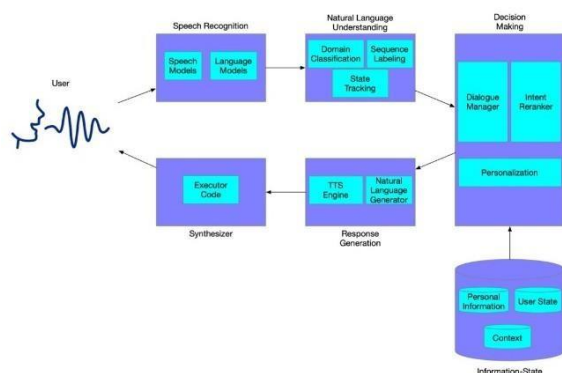 User
Speech Recognition
Speech
Models
Language
Models
Natural Language
Understanding
Domain
Classification
Sequence
Labeling
State
Tracking
Decision
Making
Dialogue
Manager
Intent
Reranker
Personalization
Executor
Code
Synthesizer
TTS
Engine
Natural
Language
Generator
Response
Generation
Personal
Information
User State
Context
Information-State